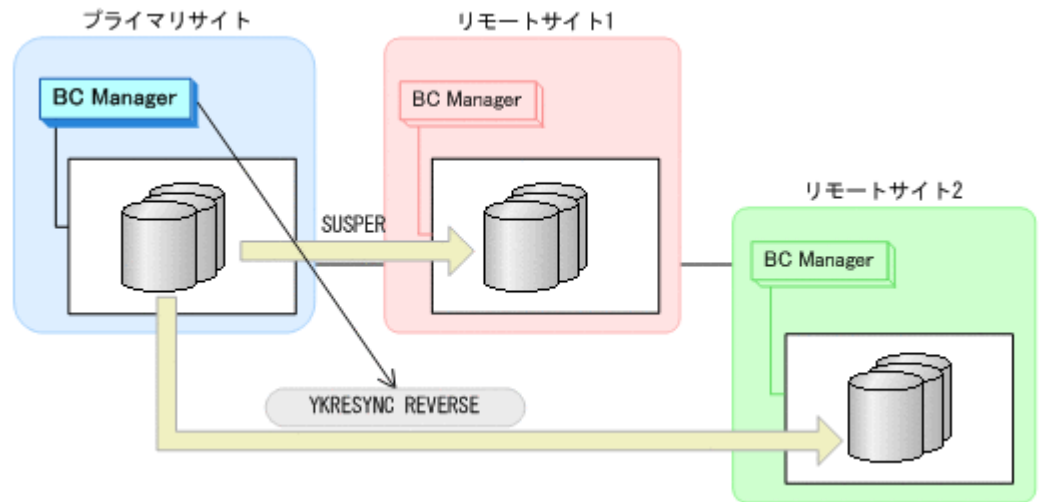 プライマリサイト
リモートサイト1
BC Manager
BC Manager
リモートサイト2
SUSPER
BC Manager
YKRESYNC REVERSE